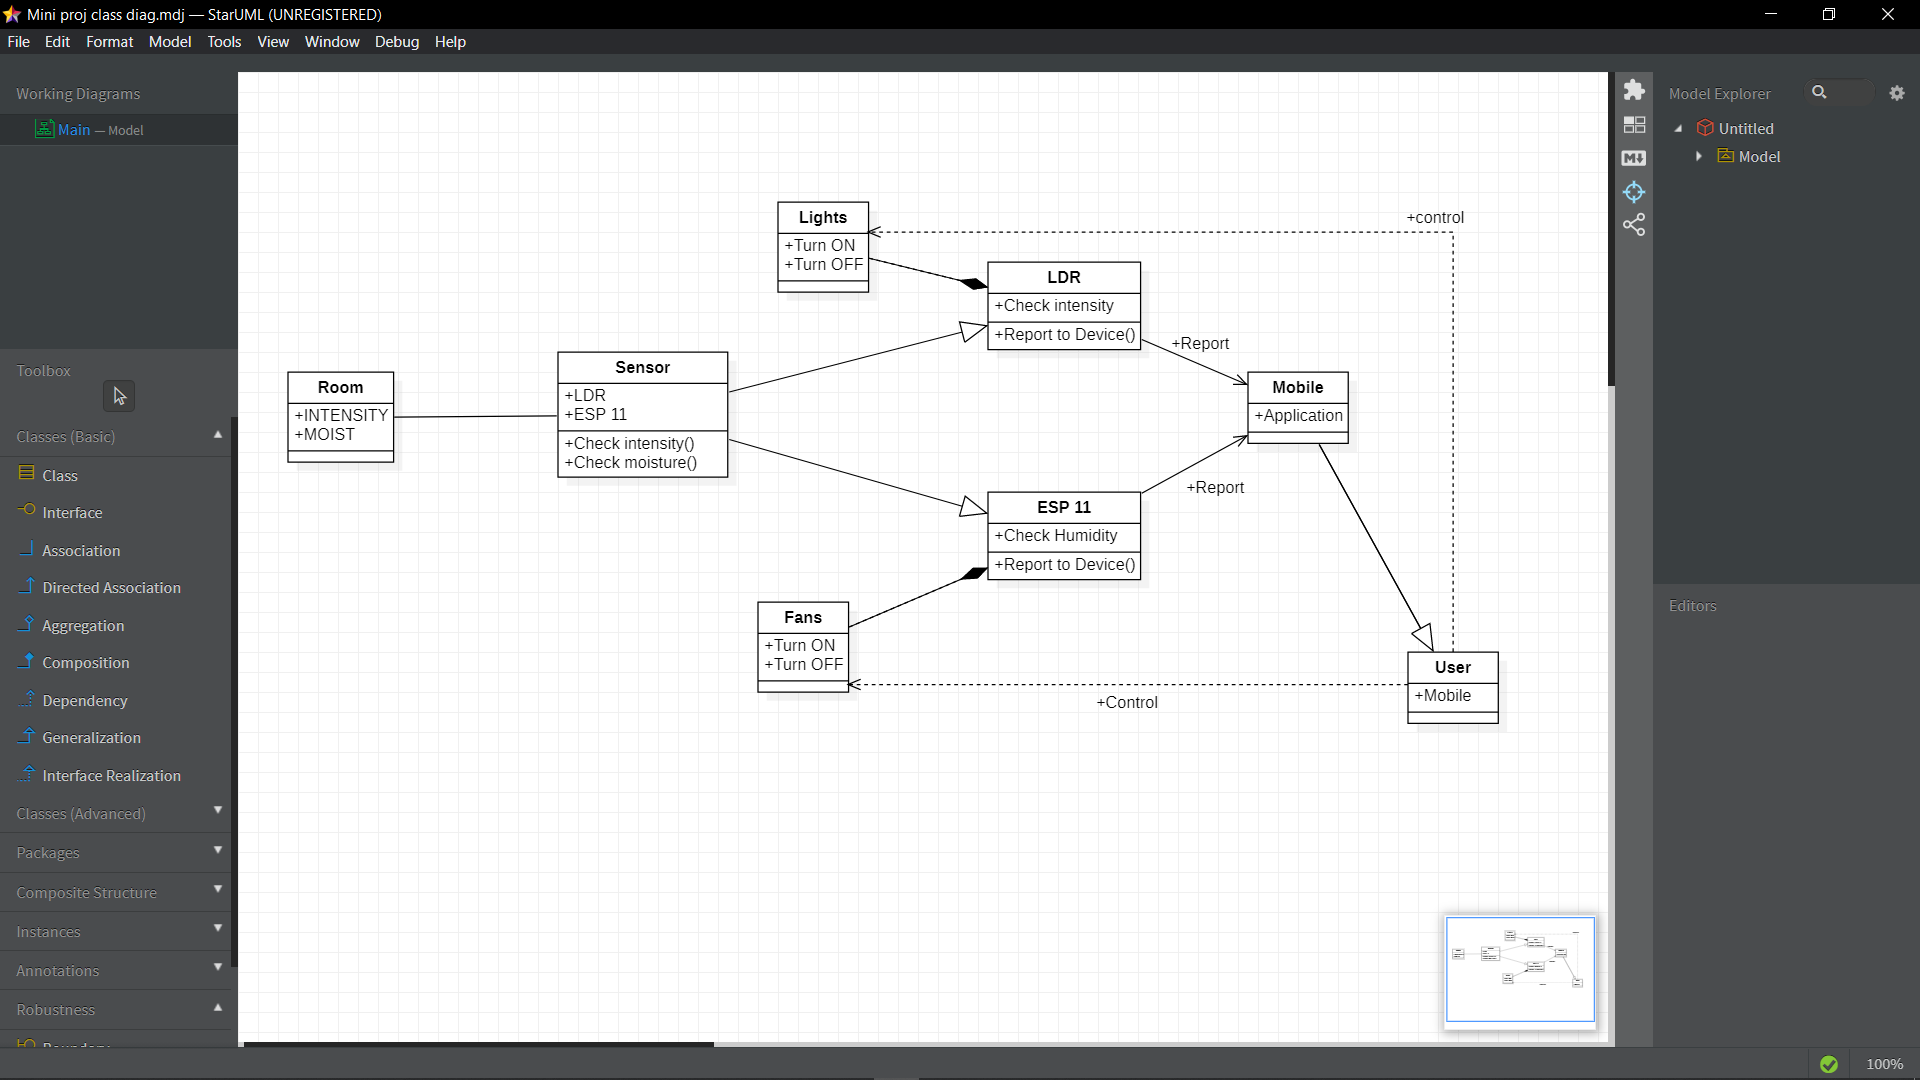 Mini proj class diag.mdj — StarUML (UNREGISTERED)
File Edit Format Model Tools View Window Debug Help
Working Diagrams
Main — Model
Toolbox
Classes (Basic)
Class
Interface
Association
Directed Association
Aggregation
Composition
Dependency
Generalization
Interface Realization
Classes (Advanced)
Packages
Composite Structure
Instances
Annotations
Robustness
Room
+INTENSITY
+MOIST
Sensor
+LDR
+ESP 11
+Check intensity()
+Check moisture()
Lights
+Turn ON
+Turn OFF
LDR
+Check intensity
+Report to Device()
+control
+Report
Mobile
+Application
ESP 11
+Check Humidity
+Report to Device()
+Report
Fans
+Turn ON
+Turn OFF
+Control
User
+Mobile
M
Model Explorer
Untitled
Model
Editors
100%